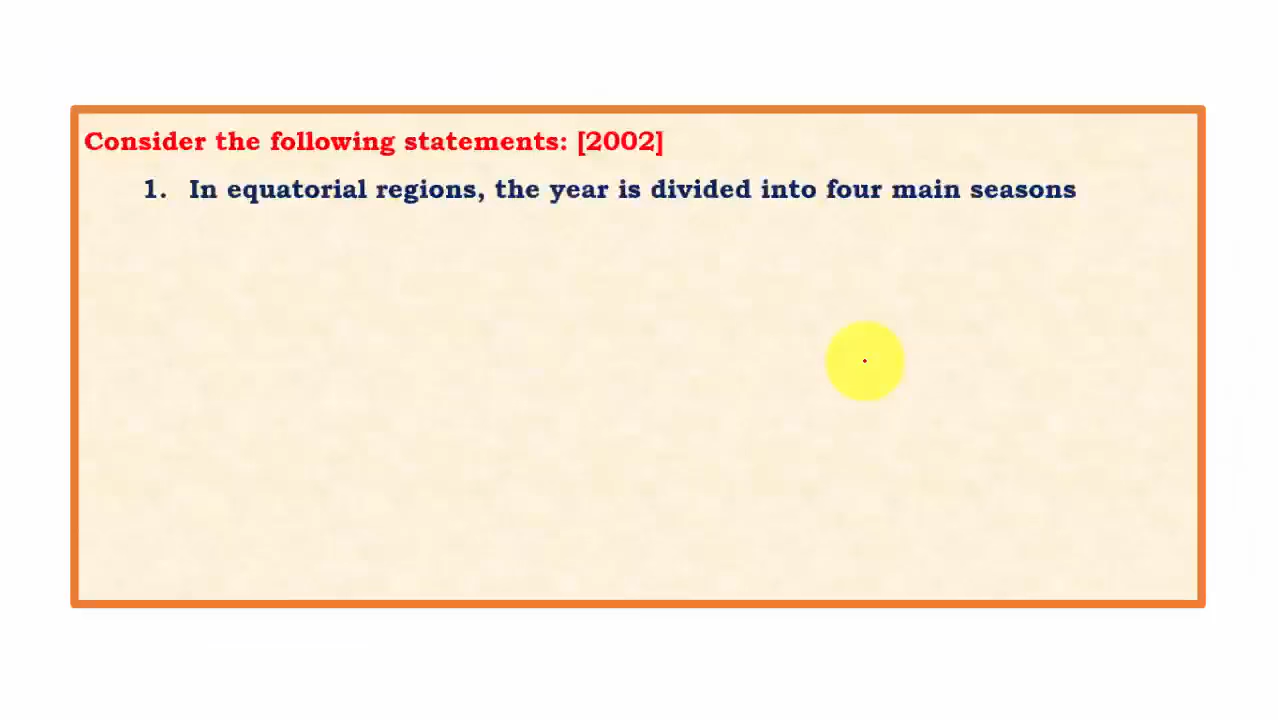 Consider the following statements: [2002]
1. In equatorial regions, the year is divided into four main seasons